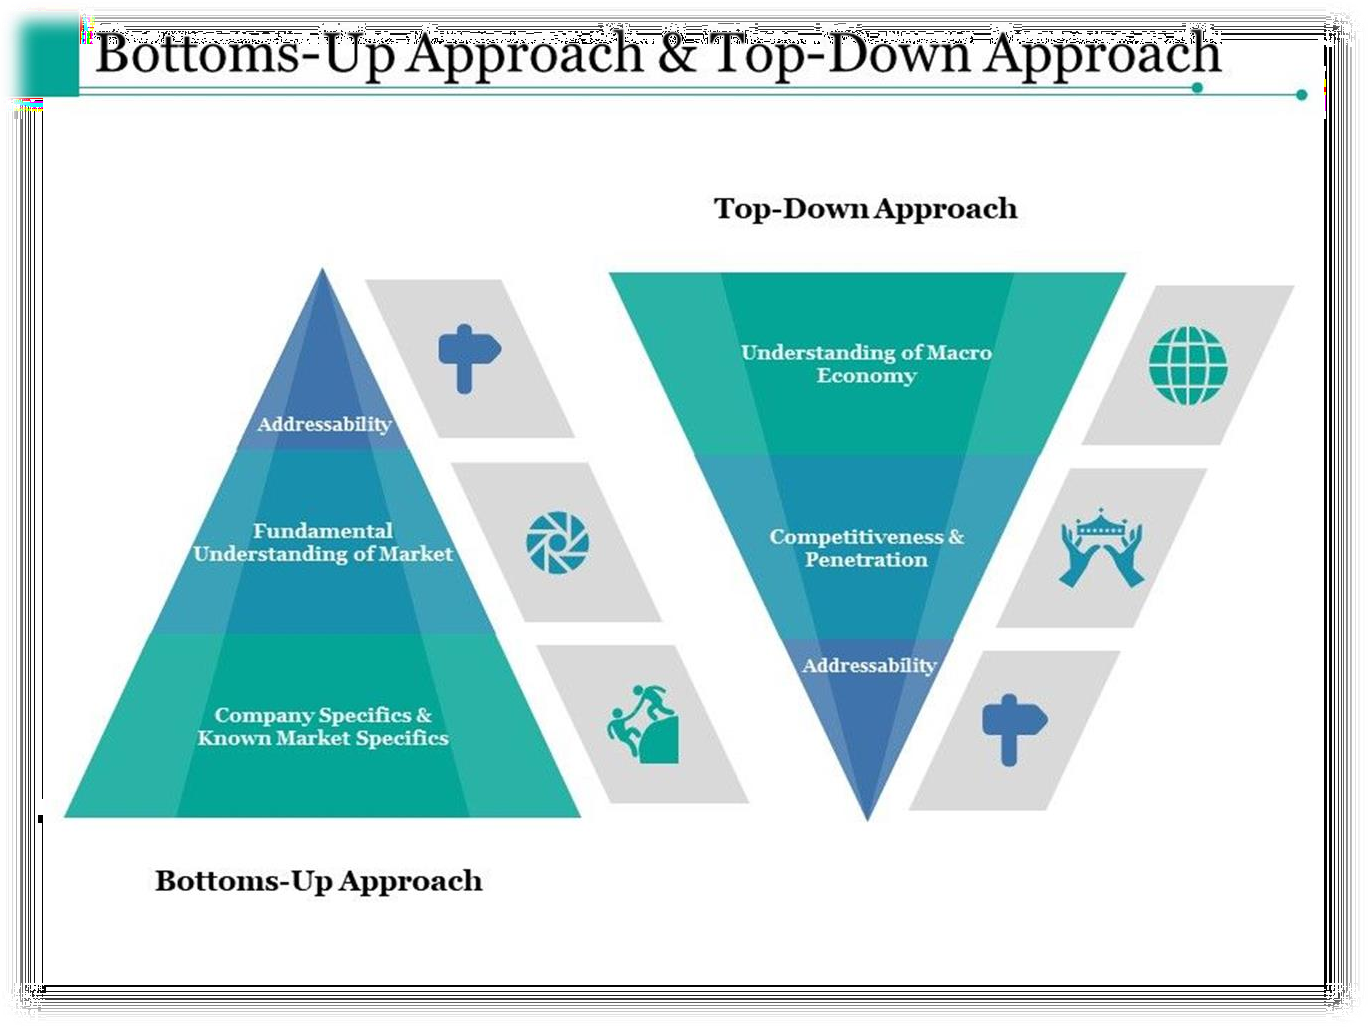 Bottoms-Up Approach & Top-Down Approach
Top-Down Approach
Addressability
Fundamental
Understanding of Market
Company Specifics &
Known Market Specifics
Bottoms-Up Approach
Understanding of Macro
Economy
Competitiveness &
Penetration
Addressability